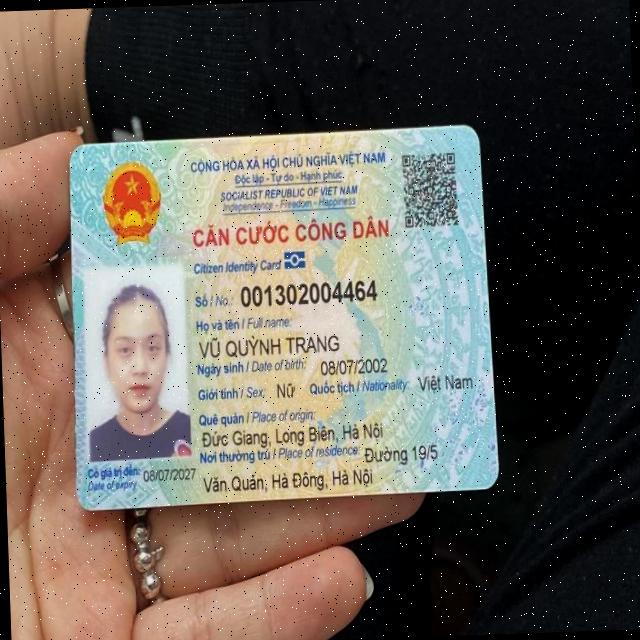 CỘNG HÒA XÃ HỘI CHỦ NGHĨA VIỆT NAM
Độc lập - Tự do - Hạnh phúc
SOCIALIST REPUBLIC OF VIET NAM
Independence - Freedom - Happiness
CĂN CƯỚC CÔNG DÂN
Citizen Identity Card
Số / No.: 001302004464
Họ và tên / Full name:
VŨ QUỲNH TRANG
Ngày sinh / Date of birth: 08/07/2002
Giới tính / Sex: Nữ Quốc tịch / Nationality: Việt Nam
Quê quán / Place of origin:
Đức Giang, Long Biên, Hà Nội
Nơi thường trú / Place of residence: Đường 19/5
Văn Quán, Hà Đông, Hà Nội
Có giá trị đến: 08/07/2027
Date of expiry